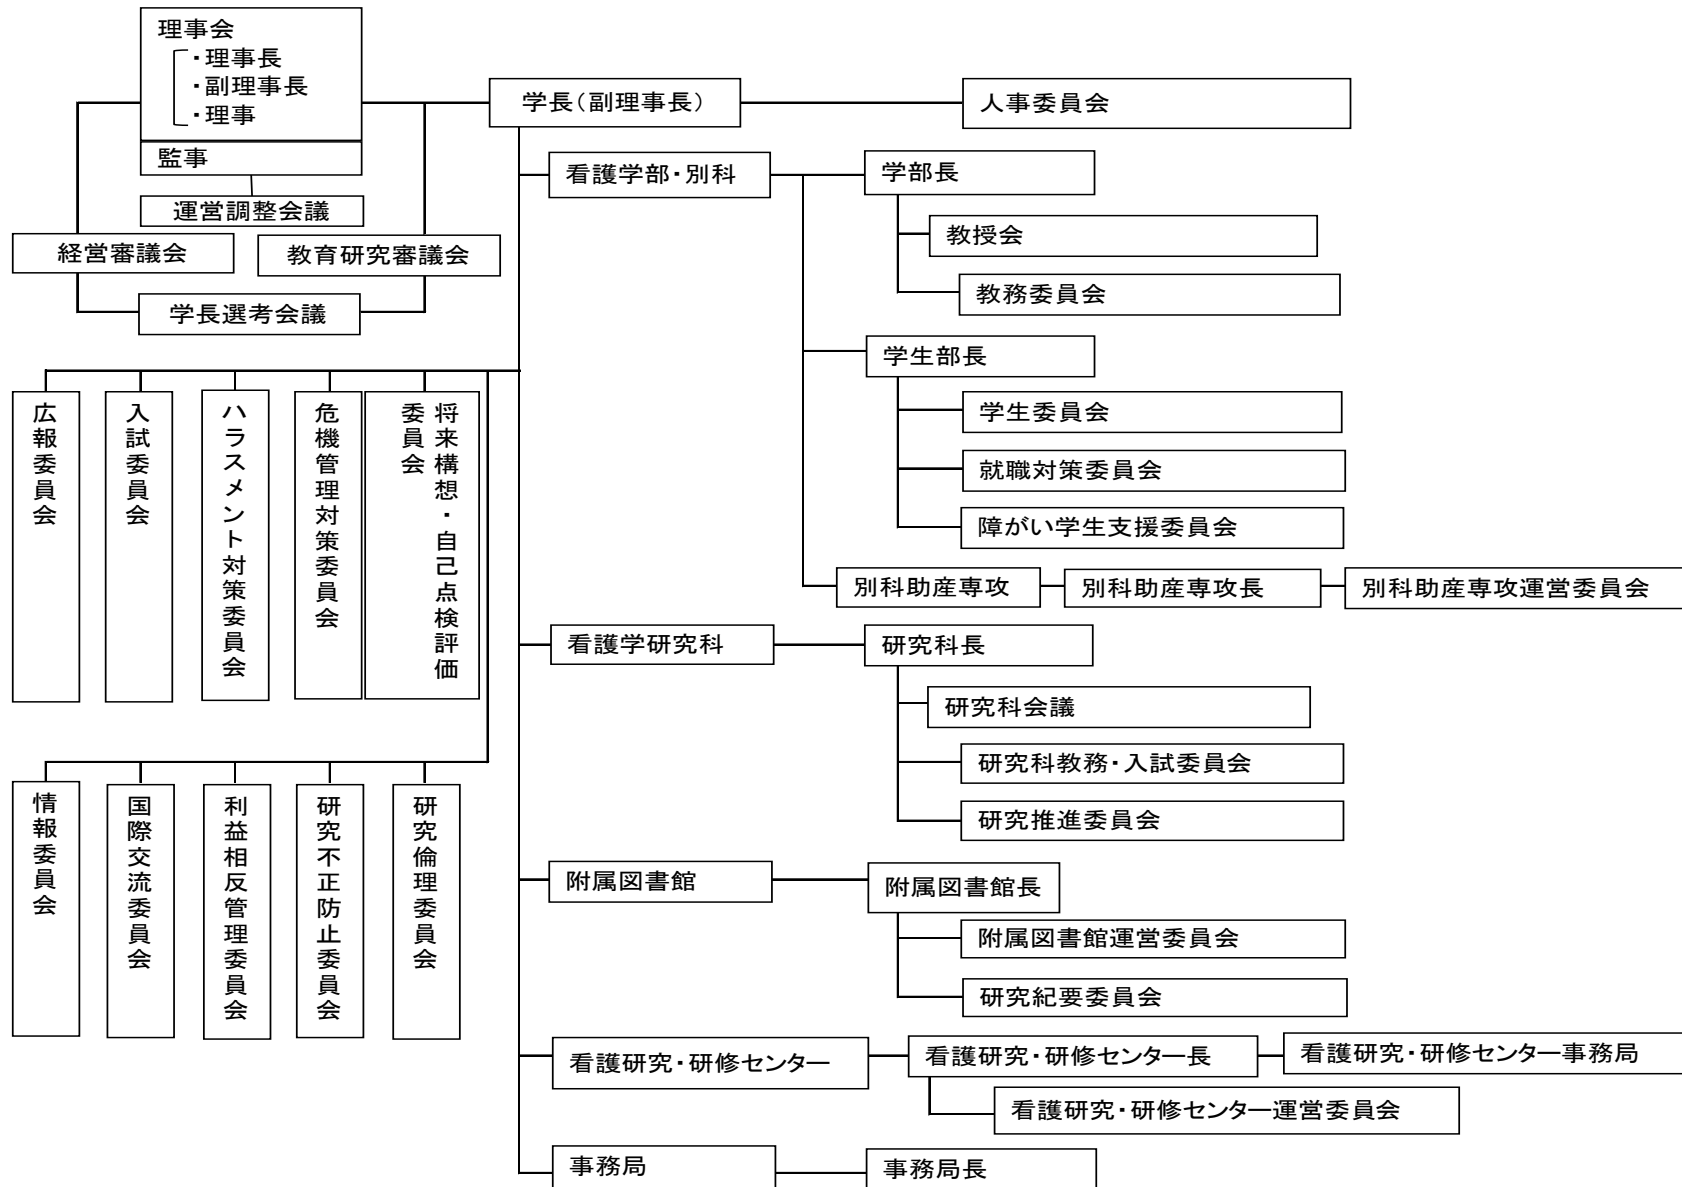 理事会
・理事長
・副理事長
・理事
監事
運営調整会議
経営審議会
教育研究審議会
学長選考会議
学長(副理事長)
人事委員会
看護学部・別科
学部長
教授会
教務委員会
学生部長
学生委員会
就職対策委員会
障がい学生支援委員会
別科助産専攻
別科助産専攻長
別科助産専攻運営委員会
広報委員会
入試委員会
ハラスメント対策委員会
危機管理対策委員会
将来構想・自己点検評価
委員会
看護学研究科
研究科長
研究科会議
研究科教務・入試委員会
研究推進委員会
情報委員会
国際交流委員会
利益相反管理委員会
研究不正防止委員会
研究倫理委員会
附属図書館
附属図書館長
附属図書館運営委員会
研究紀要委員会
看護研究・研修センター
看護研究・研修センター長
看護研究・研修センター事務局
看護研究・研修センター運営委員会
事務局
事務局長